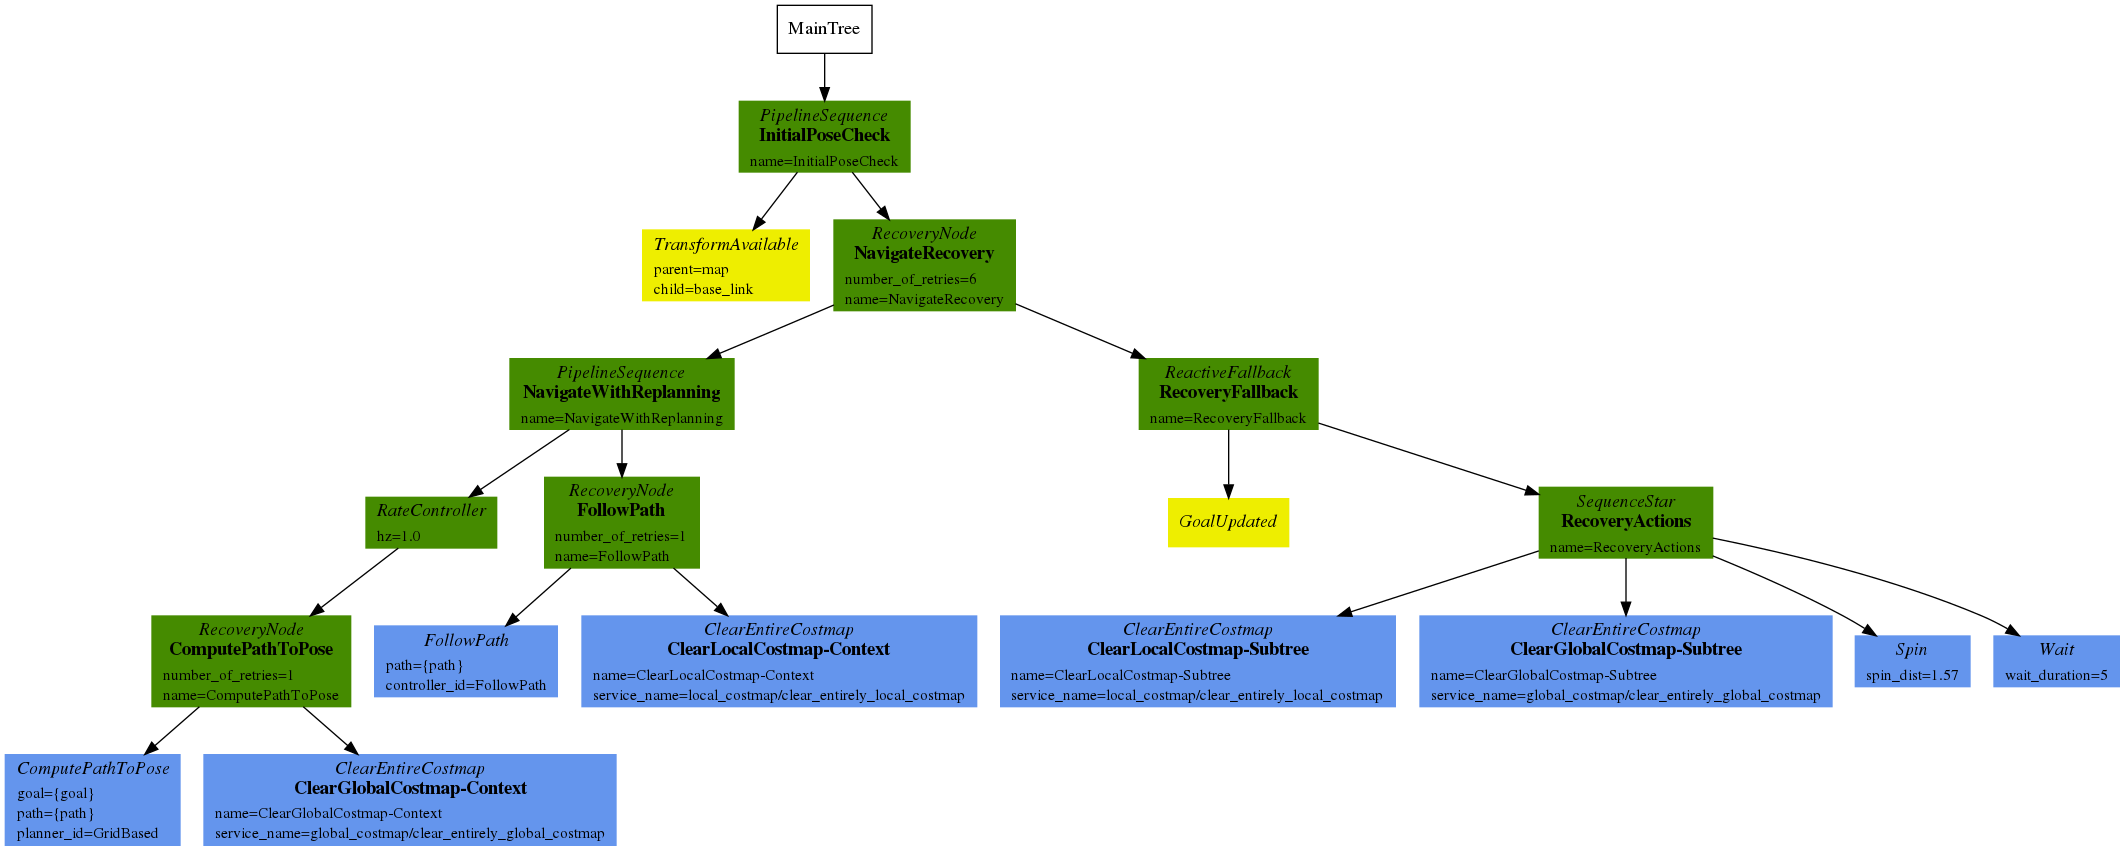 MainTree
PipelineSequence
InitialPoseCheck
name=InitialPoseCheck
TransformAvailable
parent=map
child=base_link
RecoveryNode
NavigateRecovery
number_of_retries=6
name=NavigateRecovery
PipelineSequence
NavigateWithReplanning
name=NavigateWithReplanning
ReactiveFallback
RecoveryFallback
name=RecoveryFallback
RateController
hz=1.0
RecoveryNode
FollowPath
number_of_retries=1
name=FollowPath
GoalUpdated
SequenceStar
RecoveryActions
name=RecoveryActions
RecoveryNode
ComputePathToPose
number_of_retries=1
name=ComputePathToPose
FollowPath
path={path}
controller_id=FollowPath
ClearEntireCostmap
ClearLocalCostmap-Context
name=ClearLocalCostmap-Context
service_name=local_costmap/clear_entirely_local_costmap
ClearEntireCostmap
ClearLocalCostmap-Subtree
name=ClearLocalCostmap-Subtree
service_name=local_costmap/clear_entirely_local_costmap
ClearEntireCostmap
ClearGlobalCostmap-Subtree
name=ClearGlobalCostmap-Subtree
service_name=global_costmap/clear_entirely_global_costmap
Spin
spin_dist=1.57
Wait
wait_duration=5
ComputePathToPose
goal={goal}
path={path}
planner_id=GridBased
ClearEntireCostmap
ClearGlobalCostmap-Context
name=ClearGlobalCostmap-Context
service_name=global_costmap/clear_entirely_global_costmap